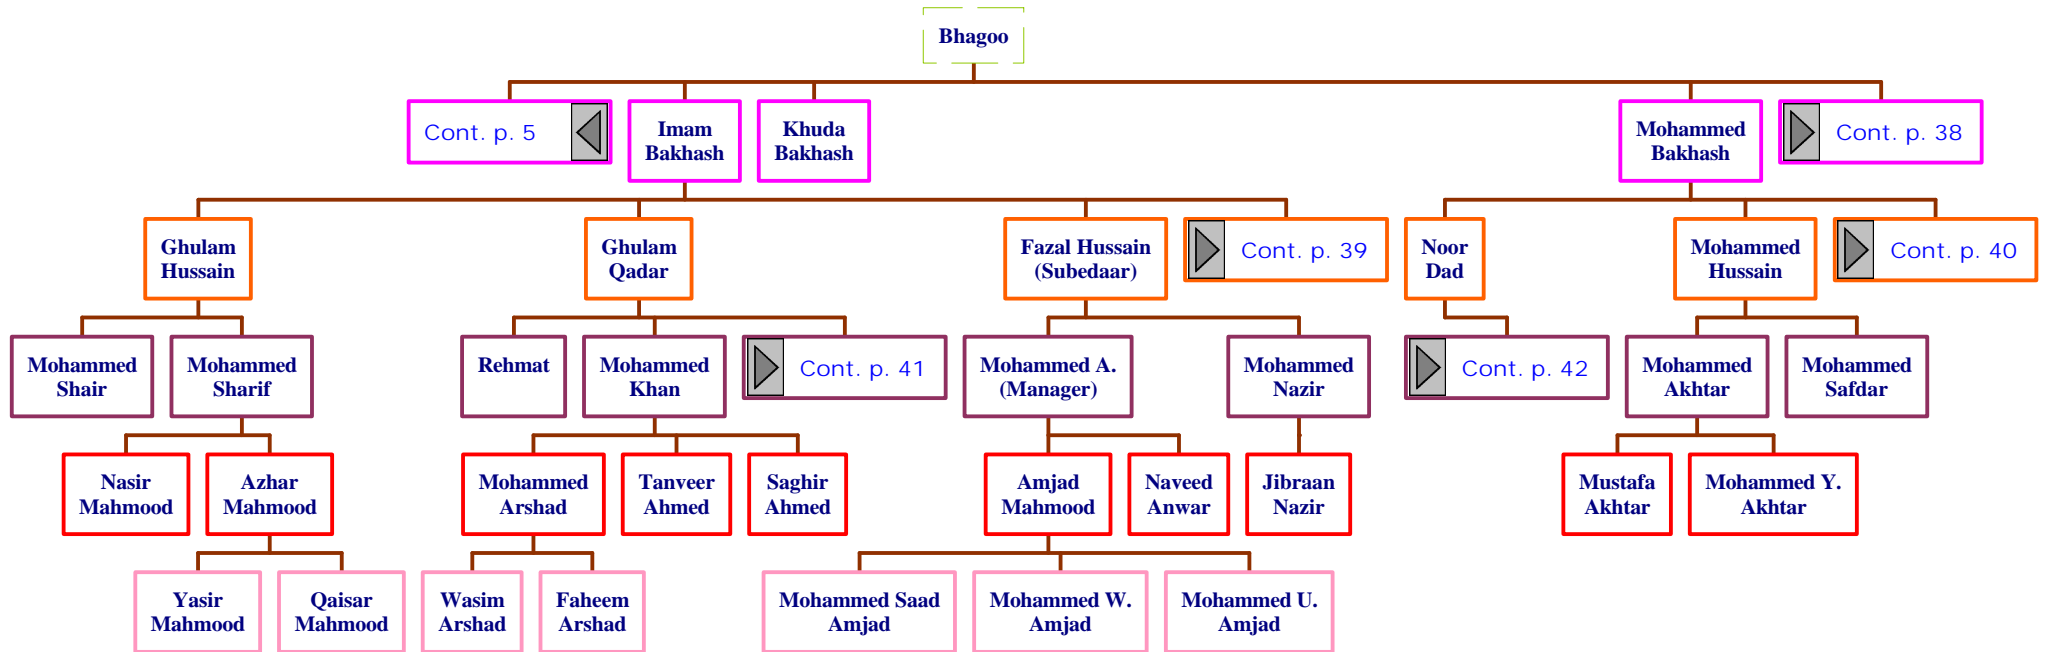 Bhagoo
Cont. p. 5
Imam
Bakhash
Khuda
Bakhash
Mohammed
Bakhash
Cont. p. 38
Ghulam
Hussain
Ghulam
Qadar
Fazal Hussain
(Subedaar)
Cont. p. 39
Noor
Dad
Mohammed
Hussain
Cont. p. 40
Mohammed
Shair
Mohammed
Sharif
Rehmat
Mohammed
Khan
Cont. p. 41
Mohammed A.
(Manager)
Mohammed
Nazir
Cont. p. 42
Mohammed
Akhtar
Mohammed
Safdar
Nasir
Mahmood
Azhar
Mahmood
Mohammed
Arshad
Tanveer
Ahmed
Saghir
Ahmed
Amjad
Mahmood
Naveed
Anwar
Jibraan
Nazir
Mustafa
Akhtar
Mohammed Y.
Akhtar
Yasir
Mahmood
Qaisar
Mahmood
Wasim
Arshad
Faheem
Arshad
Mohammed Saad
Amjad
Mohammed W.
Amjad
Mohammed U.
Amjad